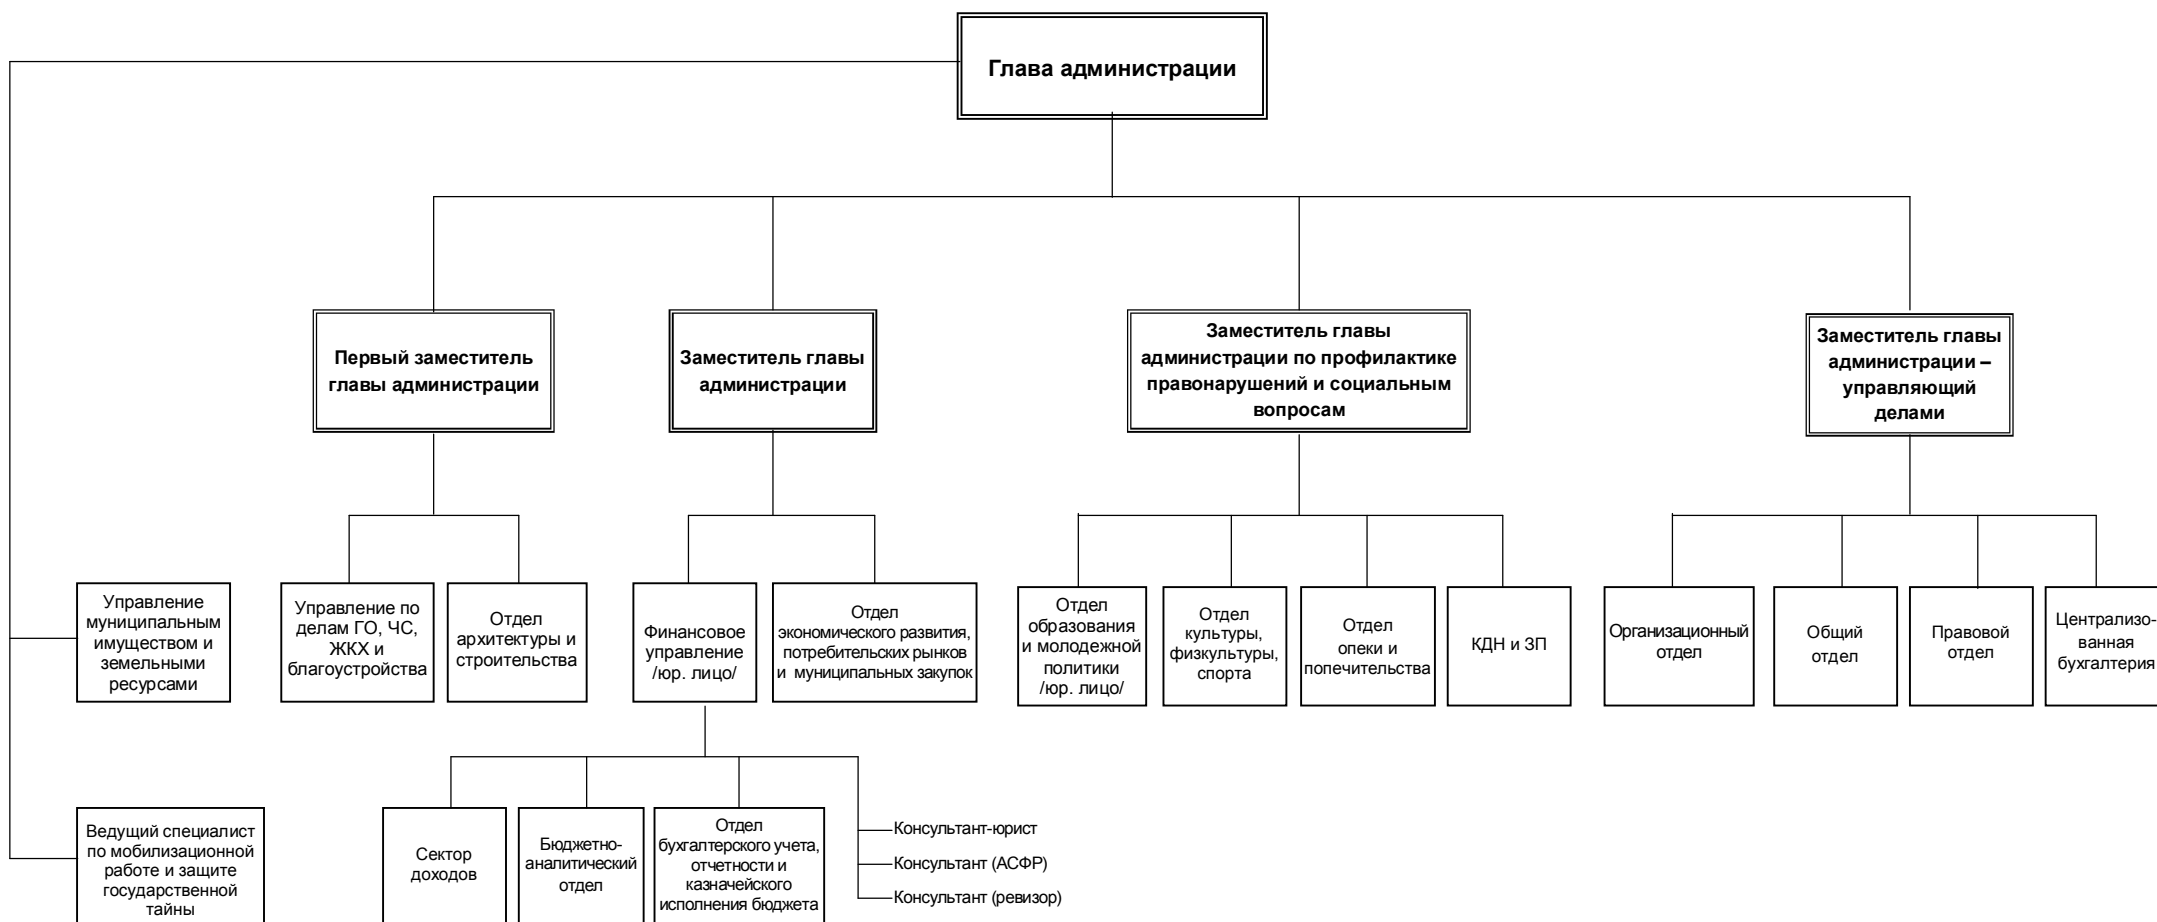 Глава администрации
Первый заместитель
главы администрации
Заместитель главы
администрации
Заместитель главы
администрации по профилактике
правонарушений и социальным
вопросам
Заместитель главы
администрации –
управляющий
делами
Управление
муниципальным
имуществом и
земельными
ресурсами
Управление по
делам ГО, ЧС,
ЖКХ и
благоустройства
Отдел
архитектуры и
строительства
Финансовое
управление
/юр. лицо/
Отдел
экономического развития,
потребительских рынков
и муниципальных закупок
Отдел
образования
и молодежной
политики
/юр. лицо/
Отдел
культуры,
физкультуры,
спорта
Отдел
опеки и
попечительства
КДН и ЗП
Организационный
отдел
Общий
отдел
Правовой
отдел
Централизо-
ванная
бухгалтерия
Ведущий специалист
по мобилизационной
работе и защите
государственной
тайны
Сектор
доходов
Бюджетно-
аналитический
отдел
Отдел
бухгалтерского учета,
отчетности и
казначейского
исполнения бюджета
Консультант-юрист
Консультант (АСФР)
Консультант (ревизор)